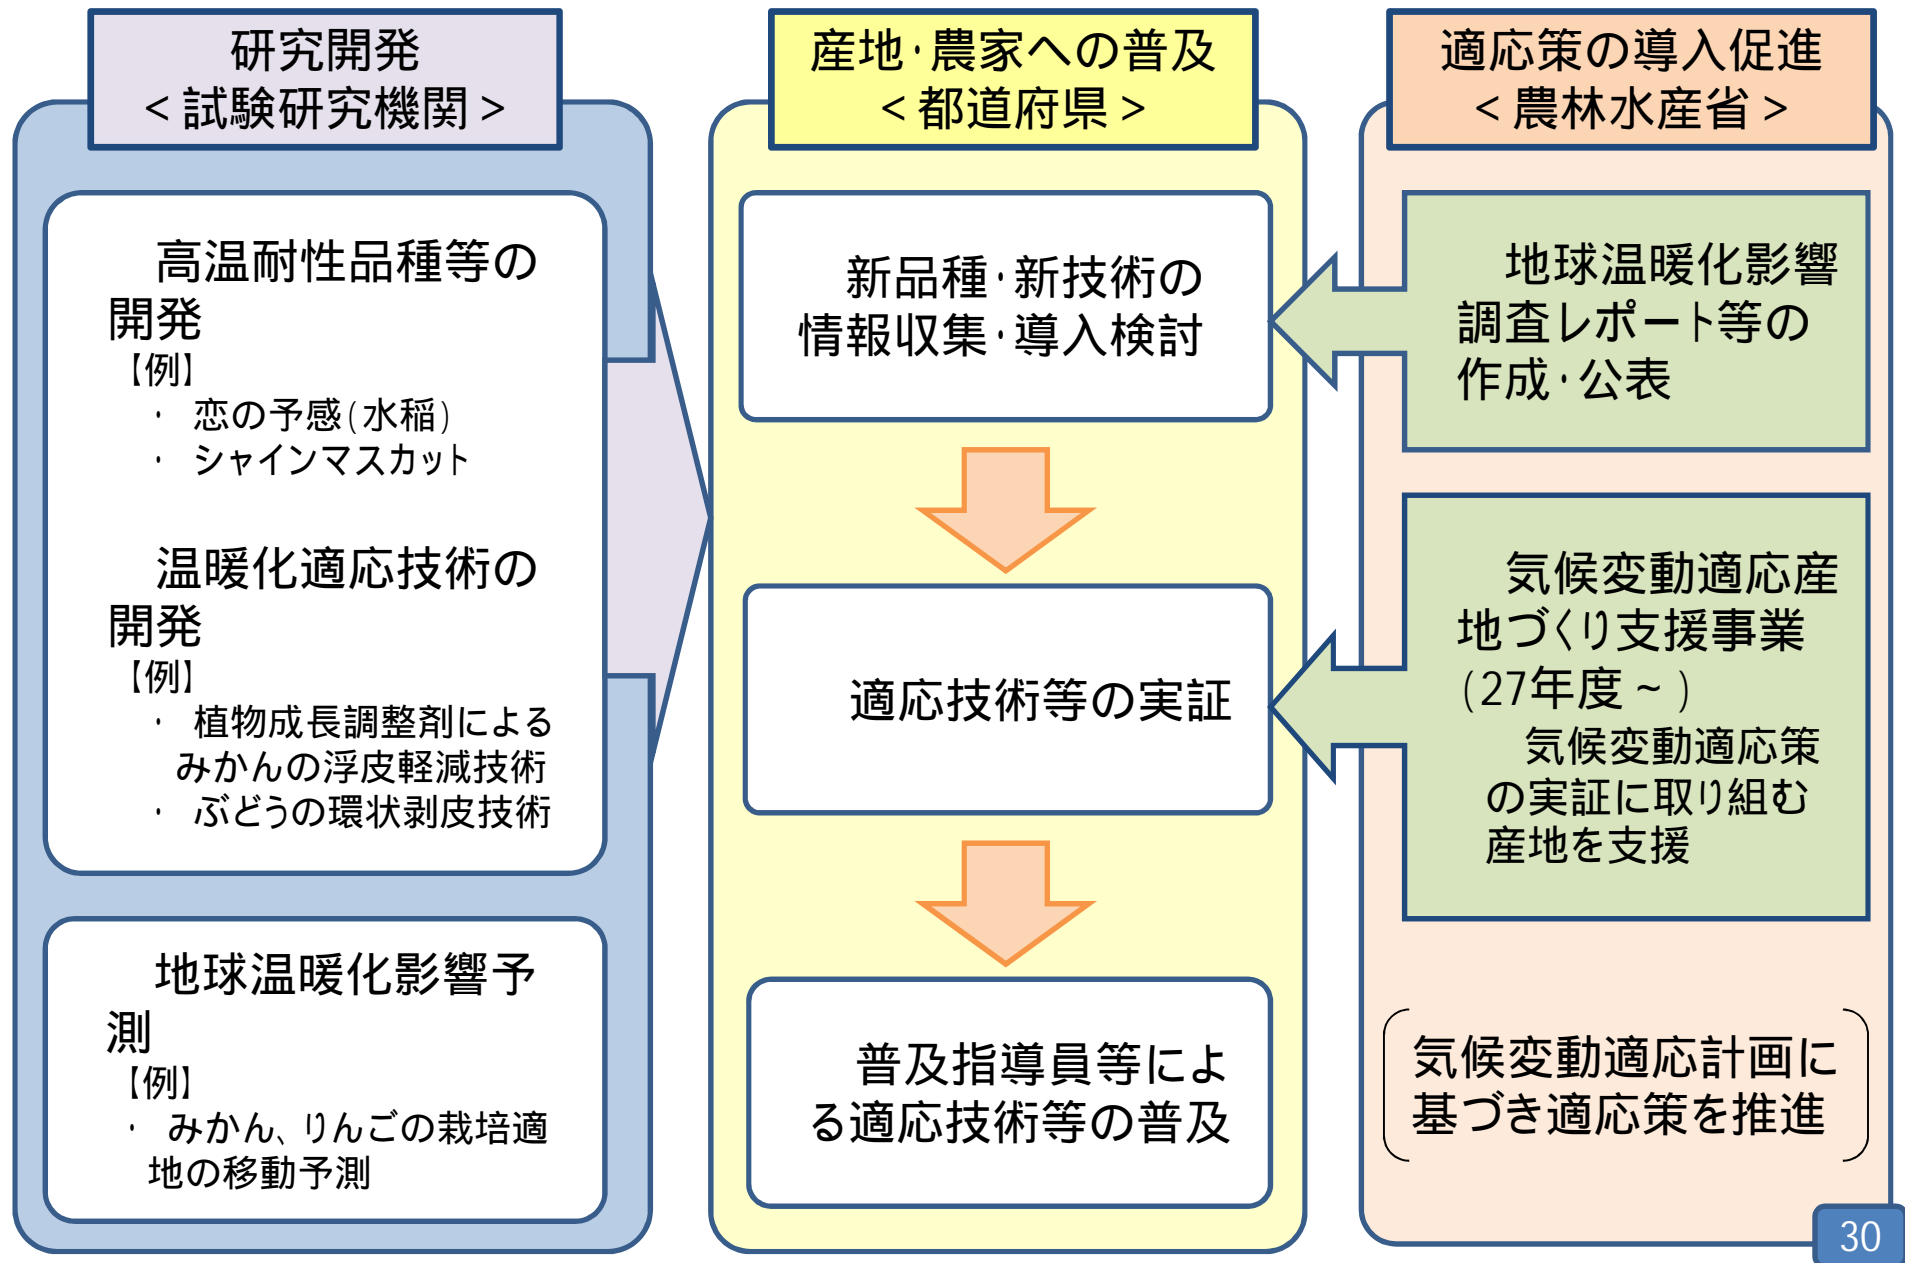 研究開発
<試験研究機関>
高温耐性品種等の
開発
【例】
・ 恋の予感(水稲)
・ シャインマスカット
温暖化適応技術の
開発
【例】
・ 植物成長調整剤による
みかんの浮皮軽減技術
・ ぶどうの環状剥皮技術
地球温暖化影響予
測
【例】
・ みかん、りんごの栽培適
地の移動予測
産地・農家への普及
<都道府県>
新品種・新技術の
情報収集・導入検討
適応技術等の実証
普及指導員等によ
る適応技術等の普及
適応策の導入促進
<農林水産省>
地球温暖化影響
調査レポート等の
作成・公表
気候変動適応産
地づくり支援事業
(27年度~)
気候変動適応策
の実証に取り組む
産地を支援
気候変動適応計画に
基づき適応策を推進
30